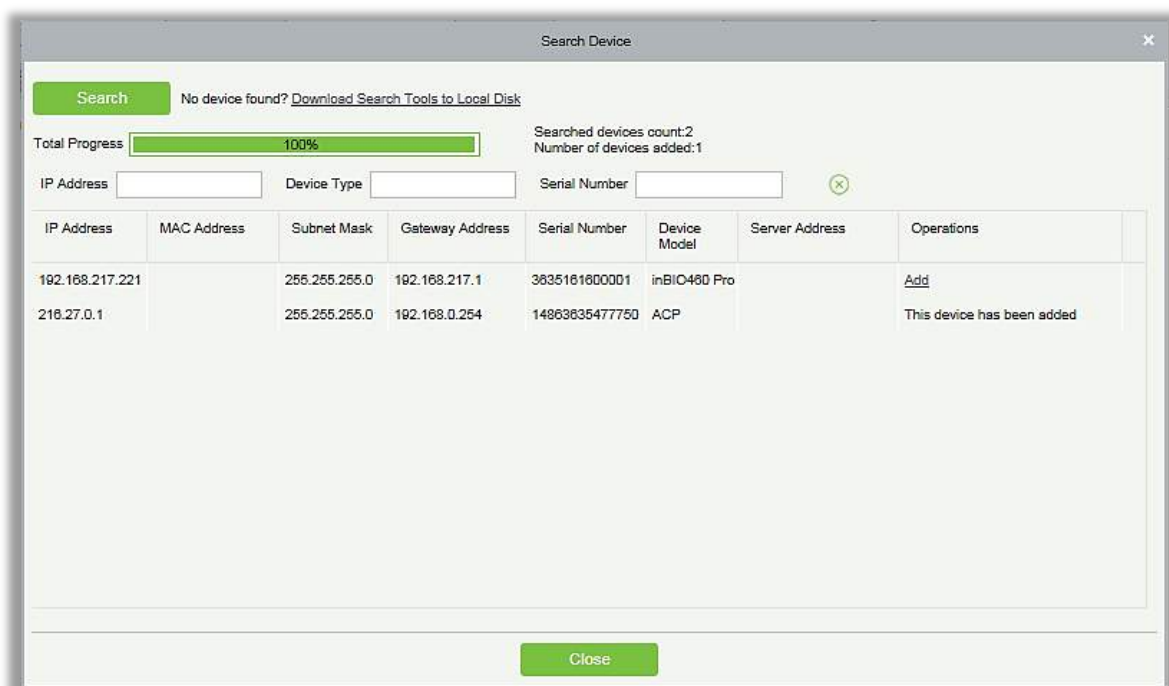 Search Device
Search No device found? Download Search Tools to Local Disk
Total Progress 100% Searched devices count:2
Number of devices added:1
IP Address Device Type Serial Number
IP Address MAC Address Subnet Mask Gateway Address Serial Number Device Model Server Address Operations
192.168.217.221 255.255.255.0 192.168.217.1 3635161600001 inBIO460 Pro Add
216.27.0.1 255.255.255.0 192.168.0.254 14863635477750 ACP This device has been added
Close